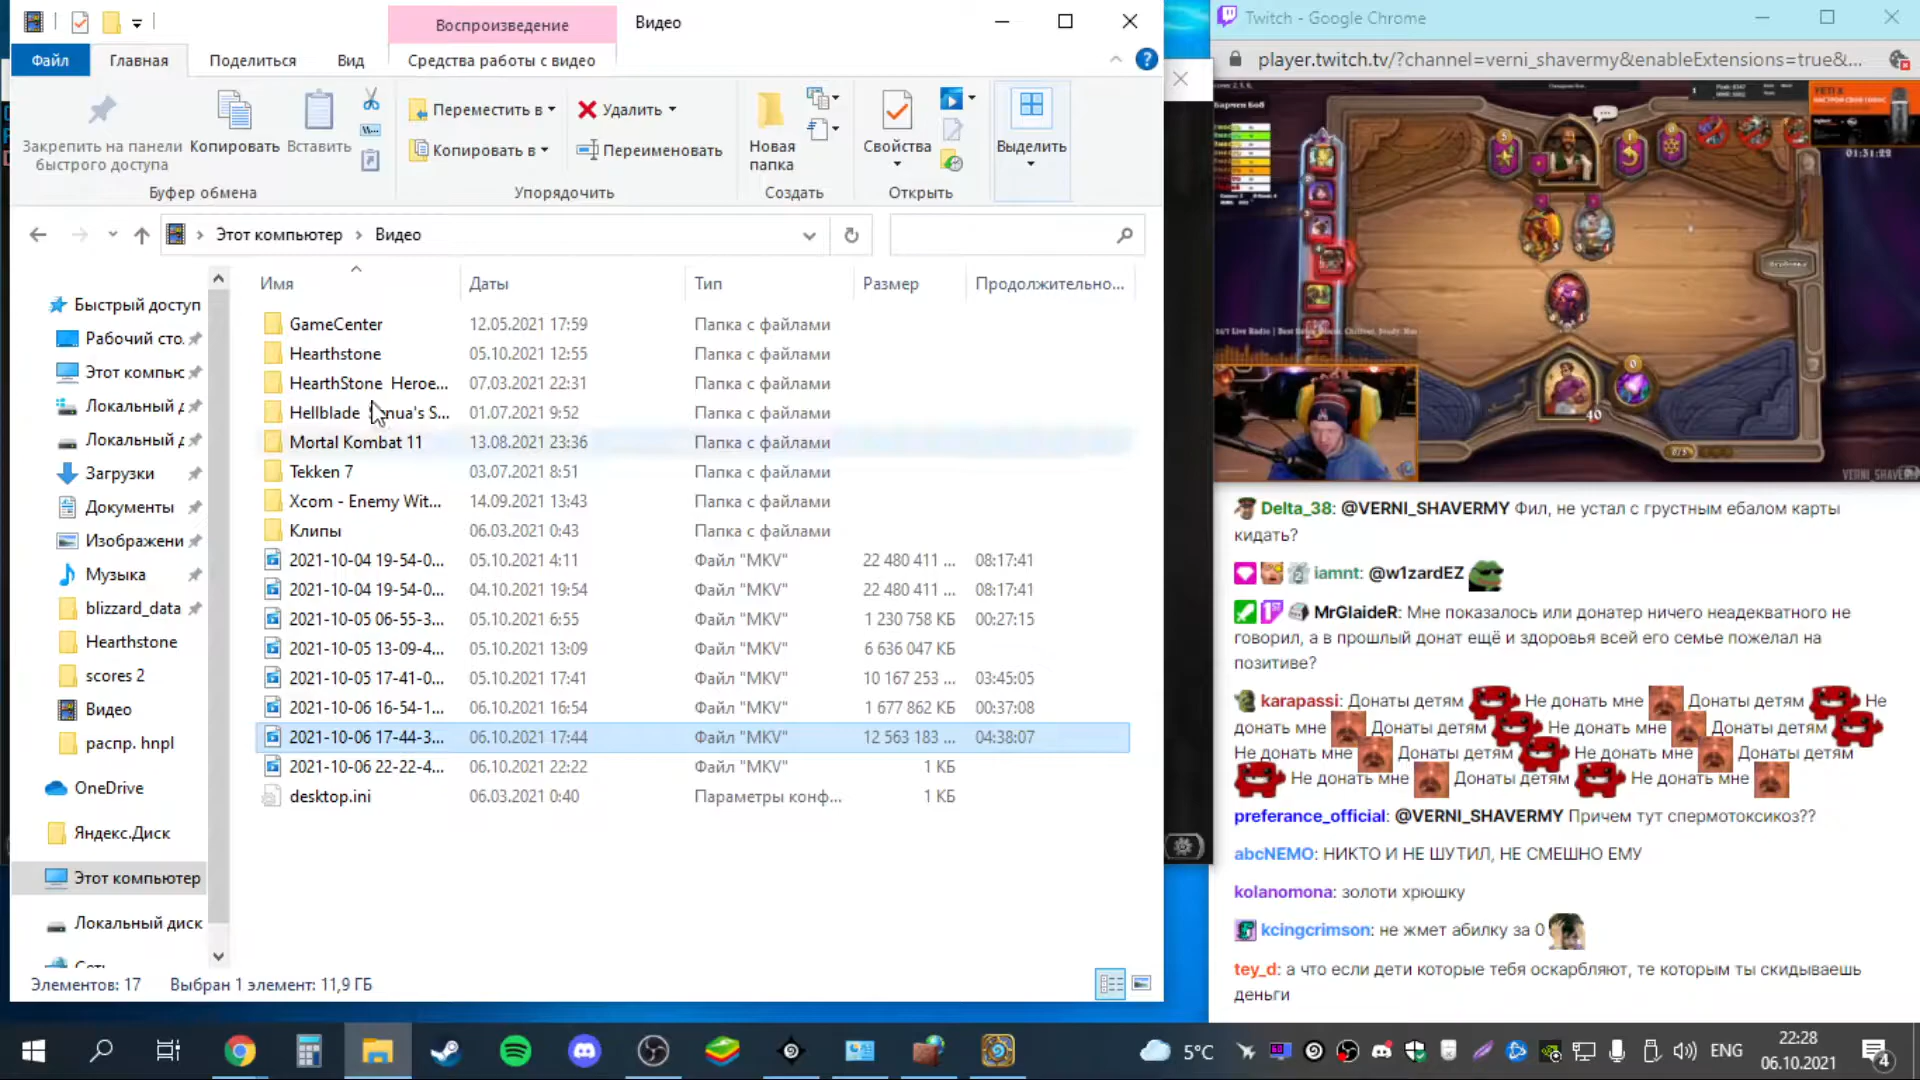 Воспроизведение
Видео
Файл
Главная
Поделиться
Вид
Средства работы с видео
Закрепить на панели
быстрого доступа
Копировать
Вставить
Переместить в
Копировать в
Удалить
Переименовать
Новая
папка
Свойства
Выделить
Буфер обмена
Упорядочить
Создать
Открыть
Этот компьютер
Видео
Имя
Даты
Тип
Размер
Продолжительно...
Быстрый доступ
Рабочий сто.
Этот компьк
Локальный д
Локальный д
Загрузки
Документы
Изображени
Музыка
blizzard_data
Hearthstone
scores 2
Видео
распр. hnpl
OneDrive
Яндекс.Диск
Этот компьютер
Локальный диск
Сеть
GameCenter 12.05.2021 17:59 Папка с файлами
Hearthstone 05.10.2021 12:55 Папка с файлами
HearthStone Heroe... 07.03.2021 22:31 Папка с файлами
Hellblade nua's S... 01.07.2021 9:52 Папка с файлами
Mortal Kombat 11 13.08.2021 23:36 Папка с файлами
Tekken 7 03.07.2021 8:51 Папка с файлами
Xcom - Enemy Wit... 14.09.2021 13:43 Папка с файлами
Клипы 06.03.2021 0:43 Папка с файлами
2021-10-04 19-54-0... 05.10.2021 4:11 Файл "MKV" 22 480 411 ... 08:17:41
2021-10-04 19-54-0... 04.10.2021 19:54 Файл "MKV" 22 480 411 ... 08:17:41
2021-10-05 06-55-3... 05.10.2021 6:55 Файл "MKV" 1 230 758 КБ 00:27:15
2021-10-05 13-09-4... 05.10.2021 13:09 Файл "MKV" 6 636 047 КБ
2021-10-05 17-41-0... 05.10.2021 17:41 Файл "MKV" 10 167 253 ... 03:45:05
2021-10-06 16-54-1... 06.10.2021 16:54 Файл "MKV" 1 677 862 КБ 00:37:08
2021-10-06 17-44-3... 06.10.2021 17:44 Файл "MKV" 12 563 183 ... 04:38:07
2021-10-06 22-22-4... 06.10.2021 22:22 Файл "MKV" 1 КБ
desktop.ini 06.03.2021 0:40 Параметры конф... 1 КБ
Элементов: 17 Выбран 1 элемент: 11,9 ГБ
Twitch - Google Chrome
player.twitch.tv/?channel=verni_shavermy&enableExtensions=true&...
01:31:22
40
VERNI_SHAVERMY
Delta_38: @VERNI_SHAVERMY Фил, не устал с грустным ебалом карты
кидать?
iamnt: @w1zardEZ
MrGlaideR: Мне показалось или донатер ничего неадекватного не
говорил, а в прошлый донат ещё и здоровья всей его семье пожелал на
позитиве?
karapassi: Донаты детям Не донать мне Донаты детям Не
донать мне Донаты детям Не донать мне Донаты детям
Не донать мне Донаты детям Не донать мне Донаты детям
Не донать мне Донаты детям Не донать мне
preferance_official: @VERNI_SHAVERMY Причем тут спермотоксикоз??
abcNEMO: НИКТО И НЕ ШУТИЛ, НЕ СМЕШНО ЕМУ
kolanomona: золоти хрюшку
kcingcrimson: не жмет абилку за 0
tey_d: а что если дети которые тебя оскарбляют, те которым ты скидываешь
деньги
5°C
ENG
22:28
06.10.2021
4